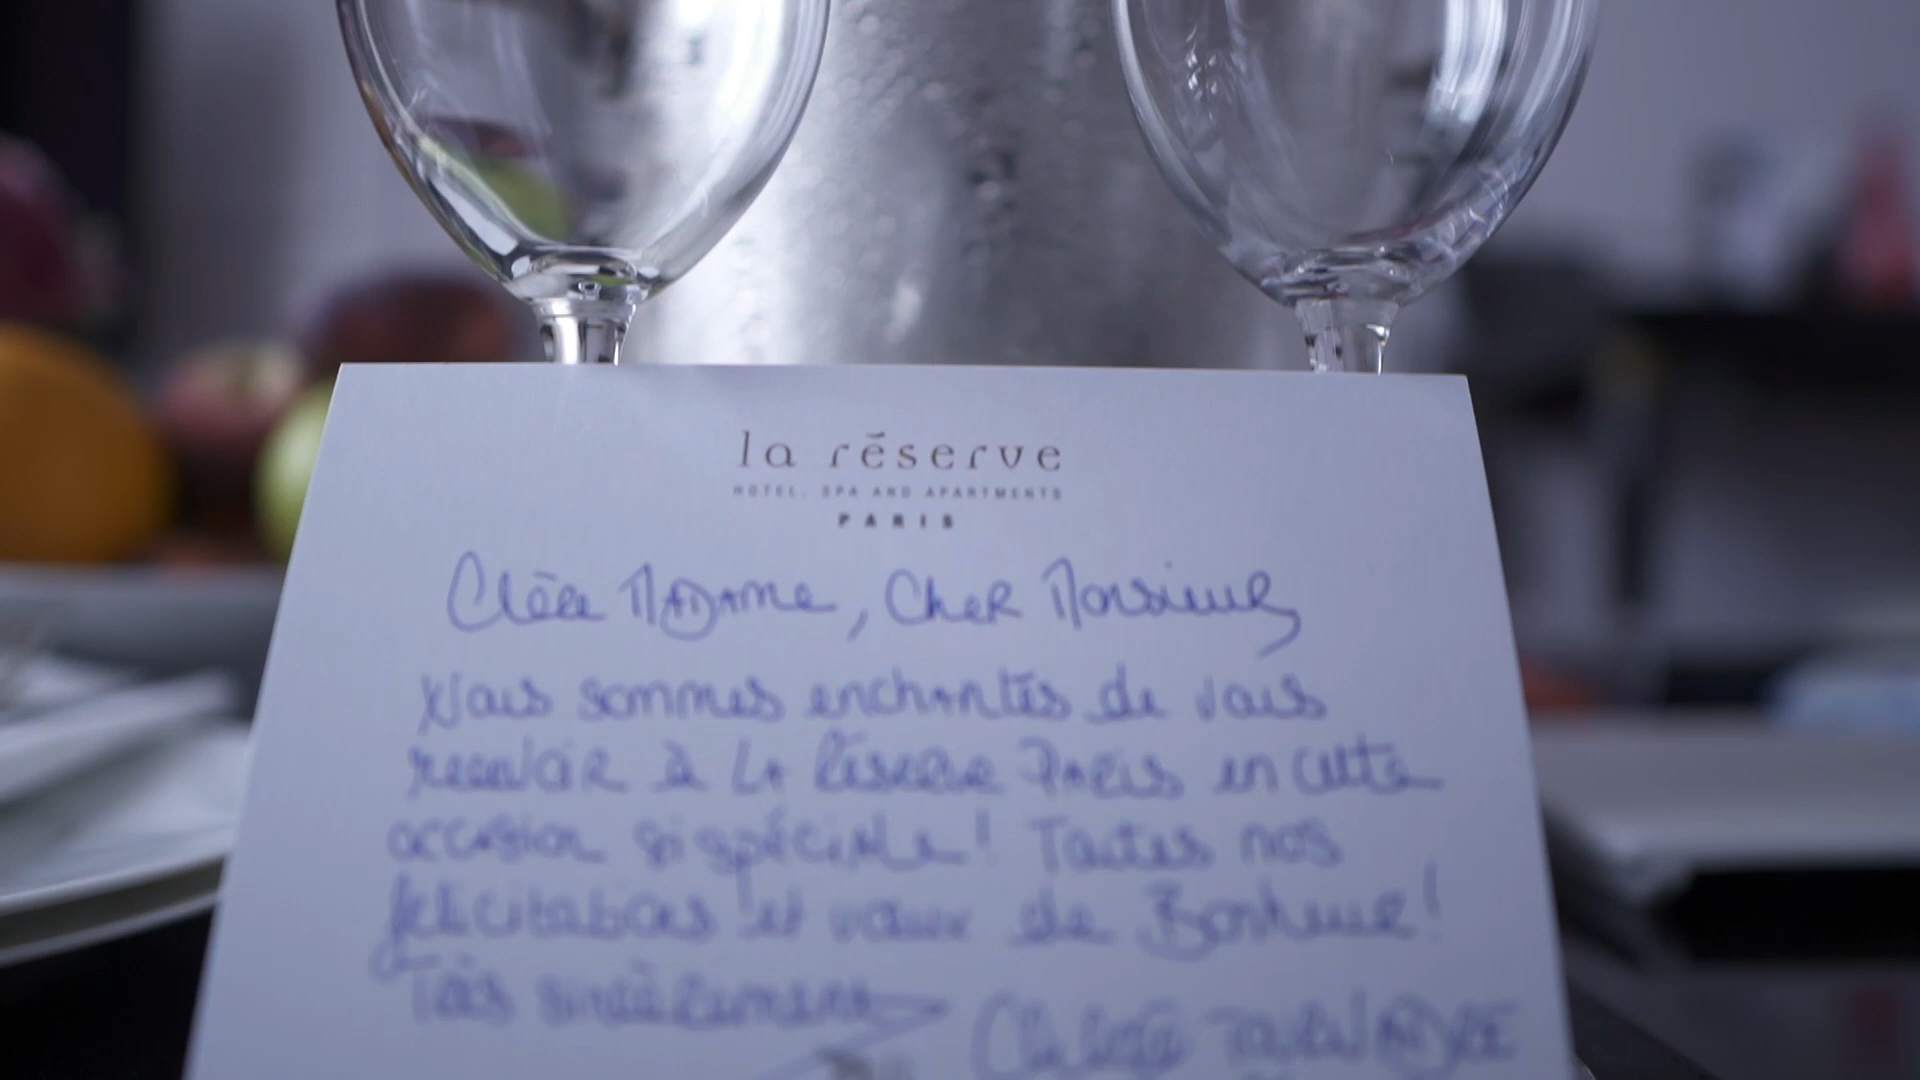 la réserve
HOTEL, SPA AND APARTMENTS
PARIS
Chère Madame, Cher Monsieur,
Nous sommes enchantés de vous
recevoir à La Réserve Paris en cette
occasion si spéciale! Toutes nos
félicitations et vœux de Bonheur!
Très sincèrement